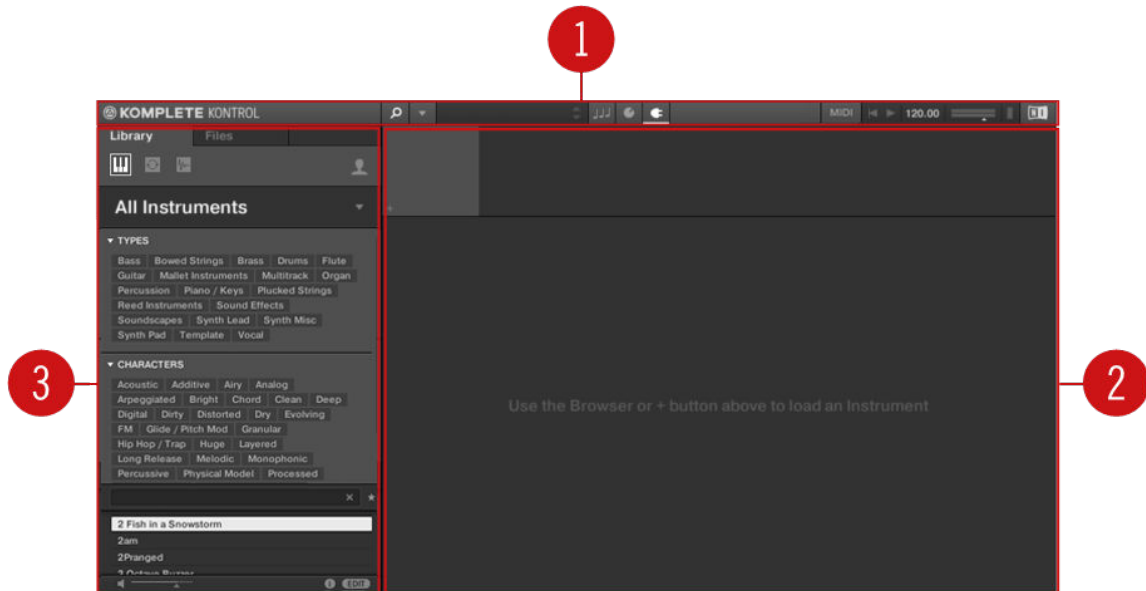 1
KOMPLETE KONTROL
MIDI
120.00
Library Files
All Instruments
TYPES
Bass Bowed Strings Brass Drums Flute
Guitar Mallet Instruments Multitrack Organ
Percussion Piano / Keys Plucked Strings
Reed Instruments Sound Effects
Soundscapes Synth Lead Synth Misc
Synth Pad Template Vocal
CHARACTERS
Acoustic Additive Airy Analog
Arpeggiated Bright Chord Clean Deep
Digital Dirty Distorted Dry Evolving
FM Glide / Pitch Mod Granular
Hip Hop / Trap Huge Layered
Long Release Melodic Monophonic
Percussive Physical Model Processed
2 Fish in a Snowstorm
2am
2Pranged
2 Octave Buzzer
EDIT
3
Use the Browser or + button above to load an Instrument
2